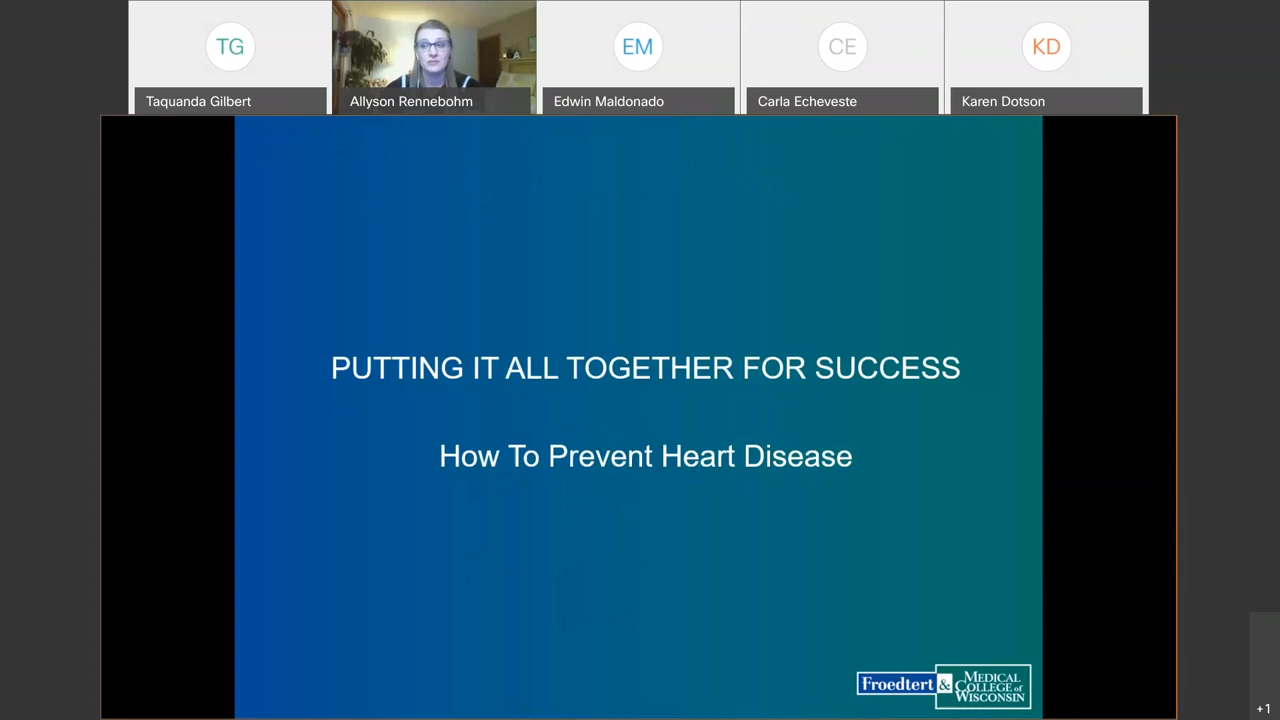 TG
Taquanda Gilbert
Allyson Rennebohm
EM
Edwin Maldonado
CE
Carla Echeveste
KD
Karen Dotson
PUTTING IT ALL TOGETHER FOR SUCCESS
How To Prevent Heart Disease
Froedtert &
MEDICAL
COLLEGE of
WISCONSIN
+1